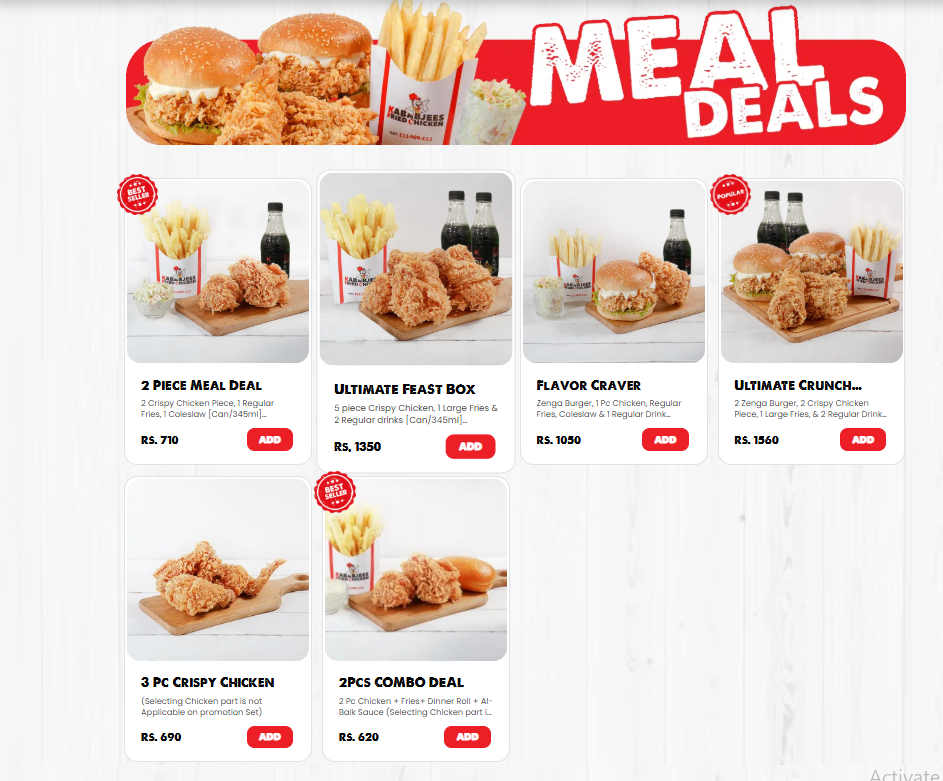 MEAL
DEALS
KABABJEES
FRIED CHICKEN
BEST
SELLER
POPULAR
2 Piece Meal Deal
2 Crispy Chicken Piece, 1 Regular
Fries, 1 Coleslaw [Can/345ml]...
Rs. 710
ADD
Ultimate Feast Box
5 piece Crispy Chicken, 1 Large Fries &
2 Regular drinks [Can/345ml]...
Rs. 1350
ADD
Flavor Craver
Zenga Burger, 1 Pc Chicken, Regular
Fries, Coleslaw & 1 Regular Drink...
Rs. 1050
ADD
Ultimate Crunch...
2 Zenga Burger, 2 Crispy Chicken
Piece, 1 Large Fries, & 2 Regular Drink...
Rs. 1560
ADD
BEST
SELLER
3 Pc Crispy Chicken
(Selecting Chicken part is not
Applicable on promotion Set)
Rs. 690
ADD
2Pcs COMBO DEAL
2 Pc Chicken + Fries+ Dinner Roll + Al-
Baik Sauce (Selecting Chicken part i...
Rs. 620
ADD
Activate